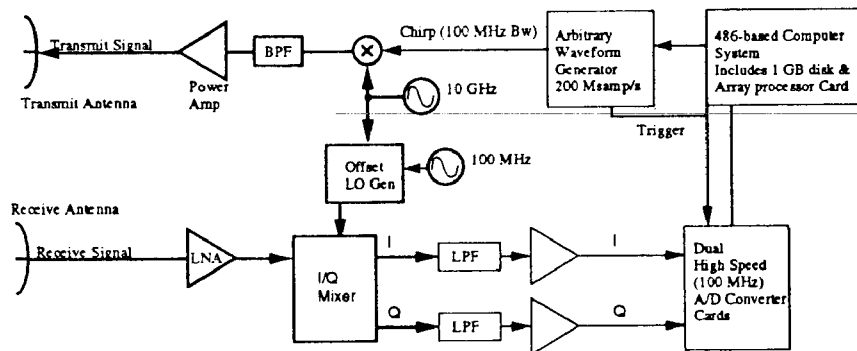 Transmit Signal
Transmit Antenna
Power
Amp
BPF
Chirp (100 MHz Bw)
Arbitrary
Waveform
Generator
200 Msamp/s
486-based Computer
System
Includes 1 GB disk &
Array processor Card
10 GHz
Trigger
Offset
LO Gen
100 MHz
Receive Antenna
Receive Signal
LNA
I/Q
Mixer
I
LPF
I
Q
LPF
Q
Dual
High Speed
(100 MHz)
A/D Converter
Cards